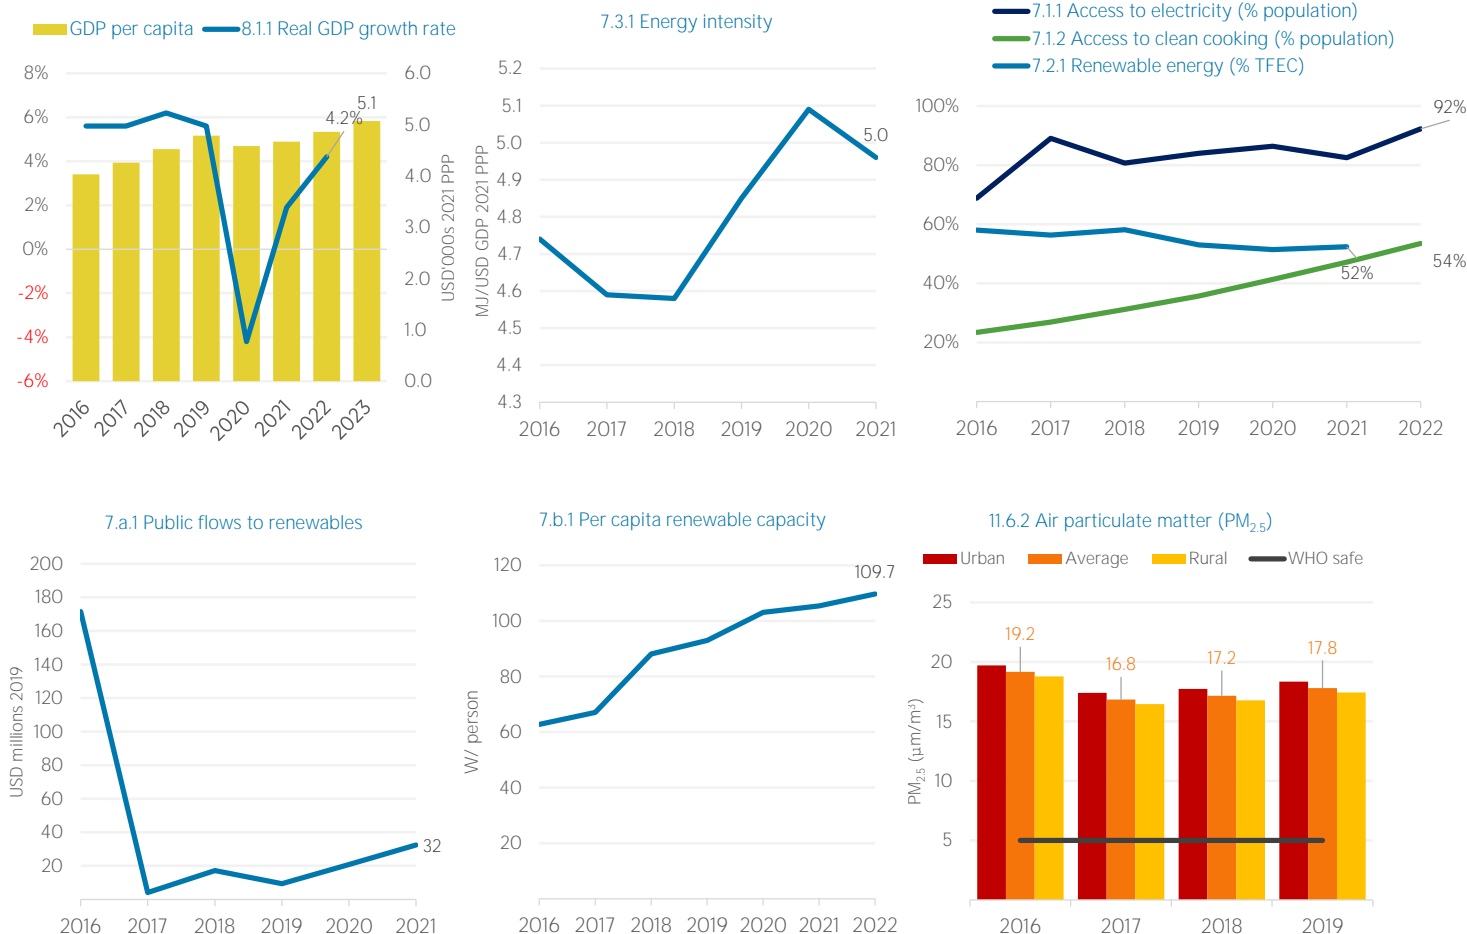 GDP per capita 8.1.1 Real GDP growth rate
8% 6.0
6% 5.0
4% 4.0
2% 3.0
0%
-2% 2.0
-4% 1.0
-6% 0.0
5.1
4.2%
USD'000s 2021 PPP
2016 2017 2018 2019 2020 2021 2022 2023
7.3.1 Energy intensity
5.2
5.1
5.0
4.9
4.8
4.7
4.6
4.5
4.4
4.3
5.0
MJ/USD GDP 2021 PPP
2016 2017 2018 2019 2020 2021
7.1.1 Access to electricity (% population)
7.1.2 Access to clean cooking (% population)
7.2.1 Renewable energy (% TFEC)
100%
80%
60%
40%
20%
92%
52%
54%
2016 2017 2018 2019 2020 2021 2022
7.a.1 Public flows to renewables
200
180
160
140
120
100
80
60
40
20
32
USD millions 2019
2016 2017 2018 2019 2020 2021
7.b.1 Per capita renewable capacity
120
100
80
60
40
20
109.7
W/ pierson
2016 2017 2018 2019 2020 2021 2022
11.6.2 Air particulate matter (PM2.5)
Urban Average Rural WHO safe
25
20
15
10
5
19.2
16.8
17.2
17.8
PM2.5 (μm/m³)
2016 2017 2018 2019